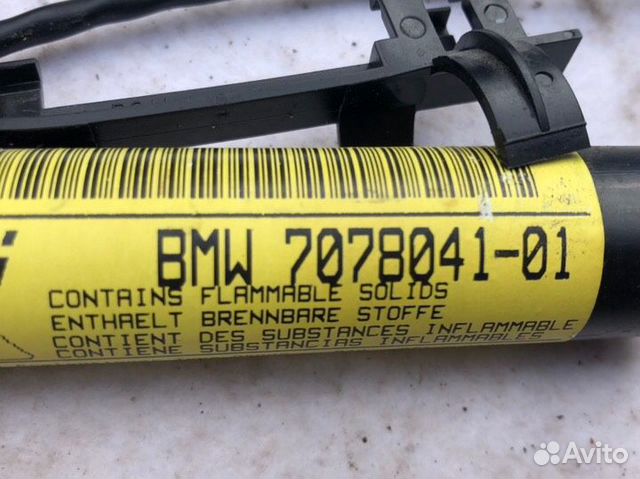 BMW 7078041-01
CONTAINS FLAMMABLE SOLIDS
ENTHAELT BRENNBARE STOFFE
CONTIENT DES SUBSTANCES INFLAMMABLE
CONTIENE SUBSTANCIAS INFLAMMABLES
Avito